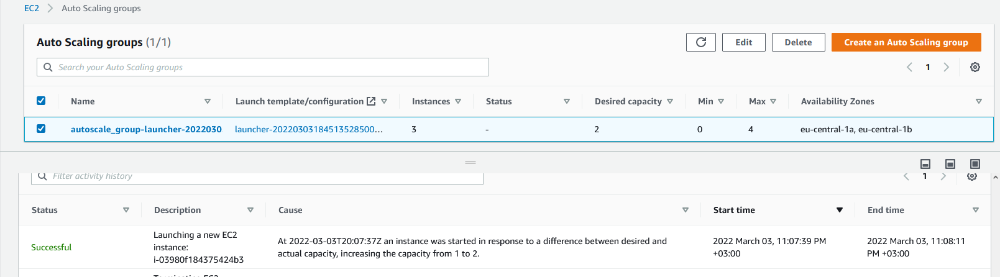 EC2 > Auto Scaling groups
Auto Scaling groups (1/1)
Edit
Delete
Create an Auto Scaling group
Search your Auto Scaling groups
1
Name Launch template/configuration Instances Status Desired capacity Min Max Availability Zones
autoscale_group-launcher-2022030 launcher-20220303184513528500... 3 - 2 0 4 eu-central-1a, eu-central-1b
Filter activity history
1
Status Description Cause Start time End time
Successful
Launching a new EC2
instance:
i-03980f184375424b3
At 2022-03-03T20:07:37Z an instance was started in response to a difference between desired and
actual capacity, increasing the capacity from 1 to 2.
2022 March 03, 11:07:39 PM
+03:00
2022 March 03, 11:08:11
PM +03:00